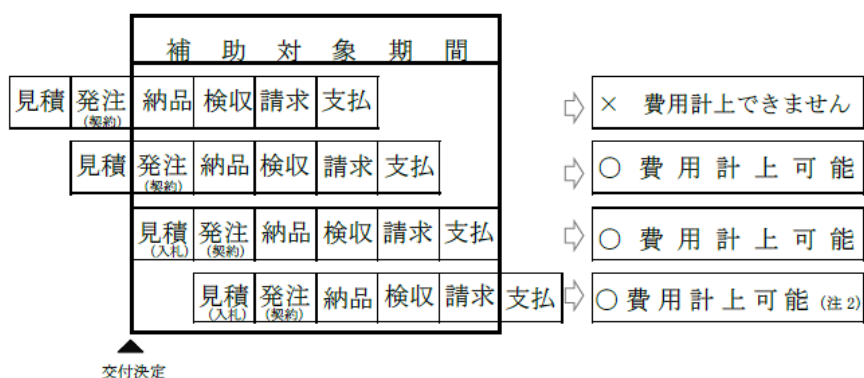 補助対象期間
見積 発注(契約) 納品 検収 請求 支払 ⇨ × 費用計上できません
見積 発注(契約) 納品 検収 請求 支払 ⇨ ○費用計上可能
見積(入札) 発注(契約) 納品 検収 請求 支払 ⇨ ○費用計上可能
見積(入札) 発注(契約) 納品 検収 請求 支払 ⇨ ○費用計上可能(注2)
▲
交付決定